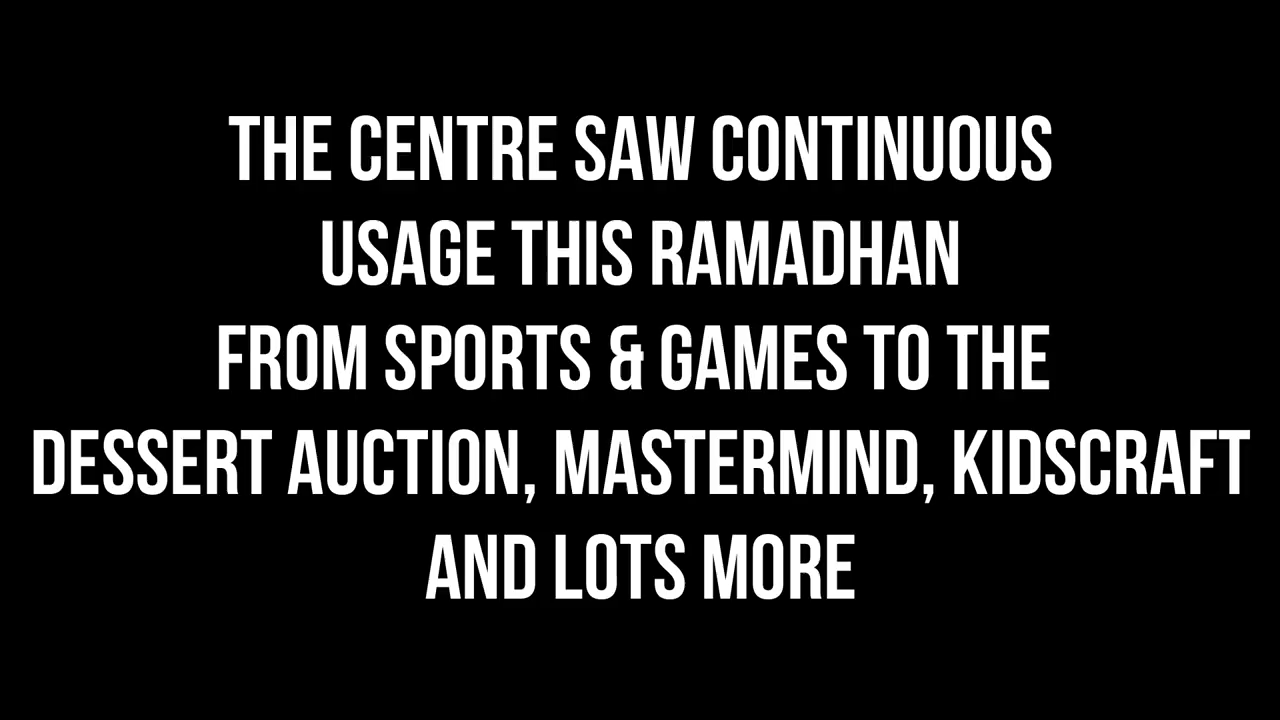 THE CENTRE SAW CONTINUOUS
USAGE THIS RAMADHAN
FROM SPORTS & GAMES TO THE
DESSERT AUCTION, MASTERMIND, KIDSCRAFT
AND LOTS MORE